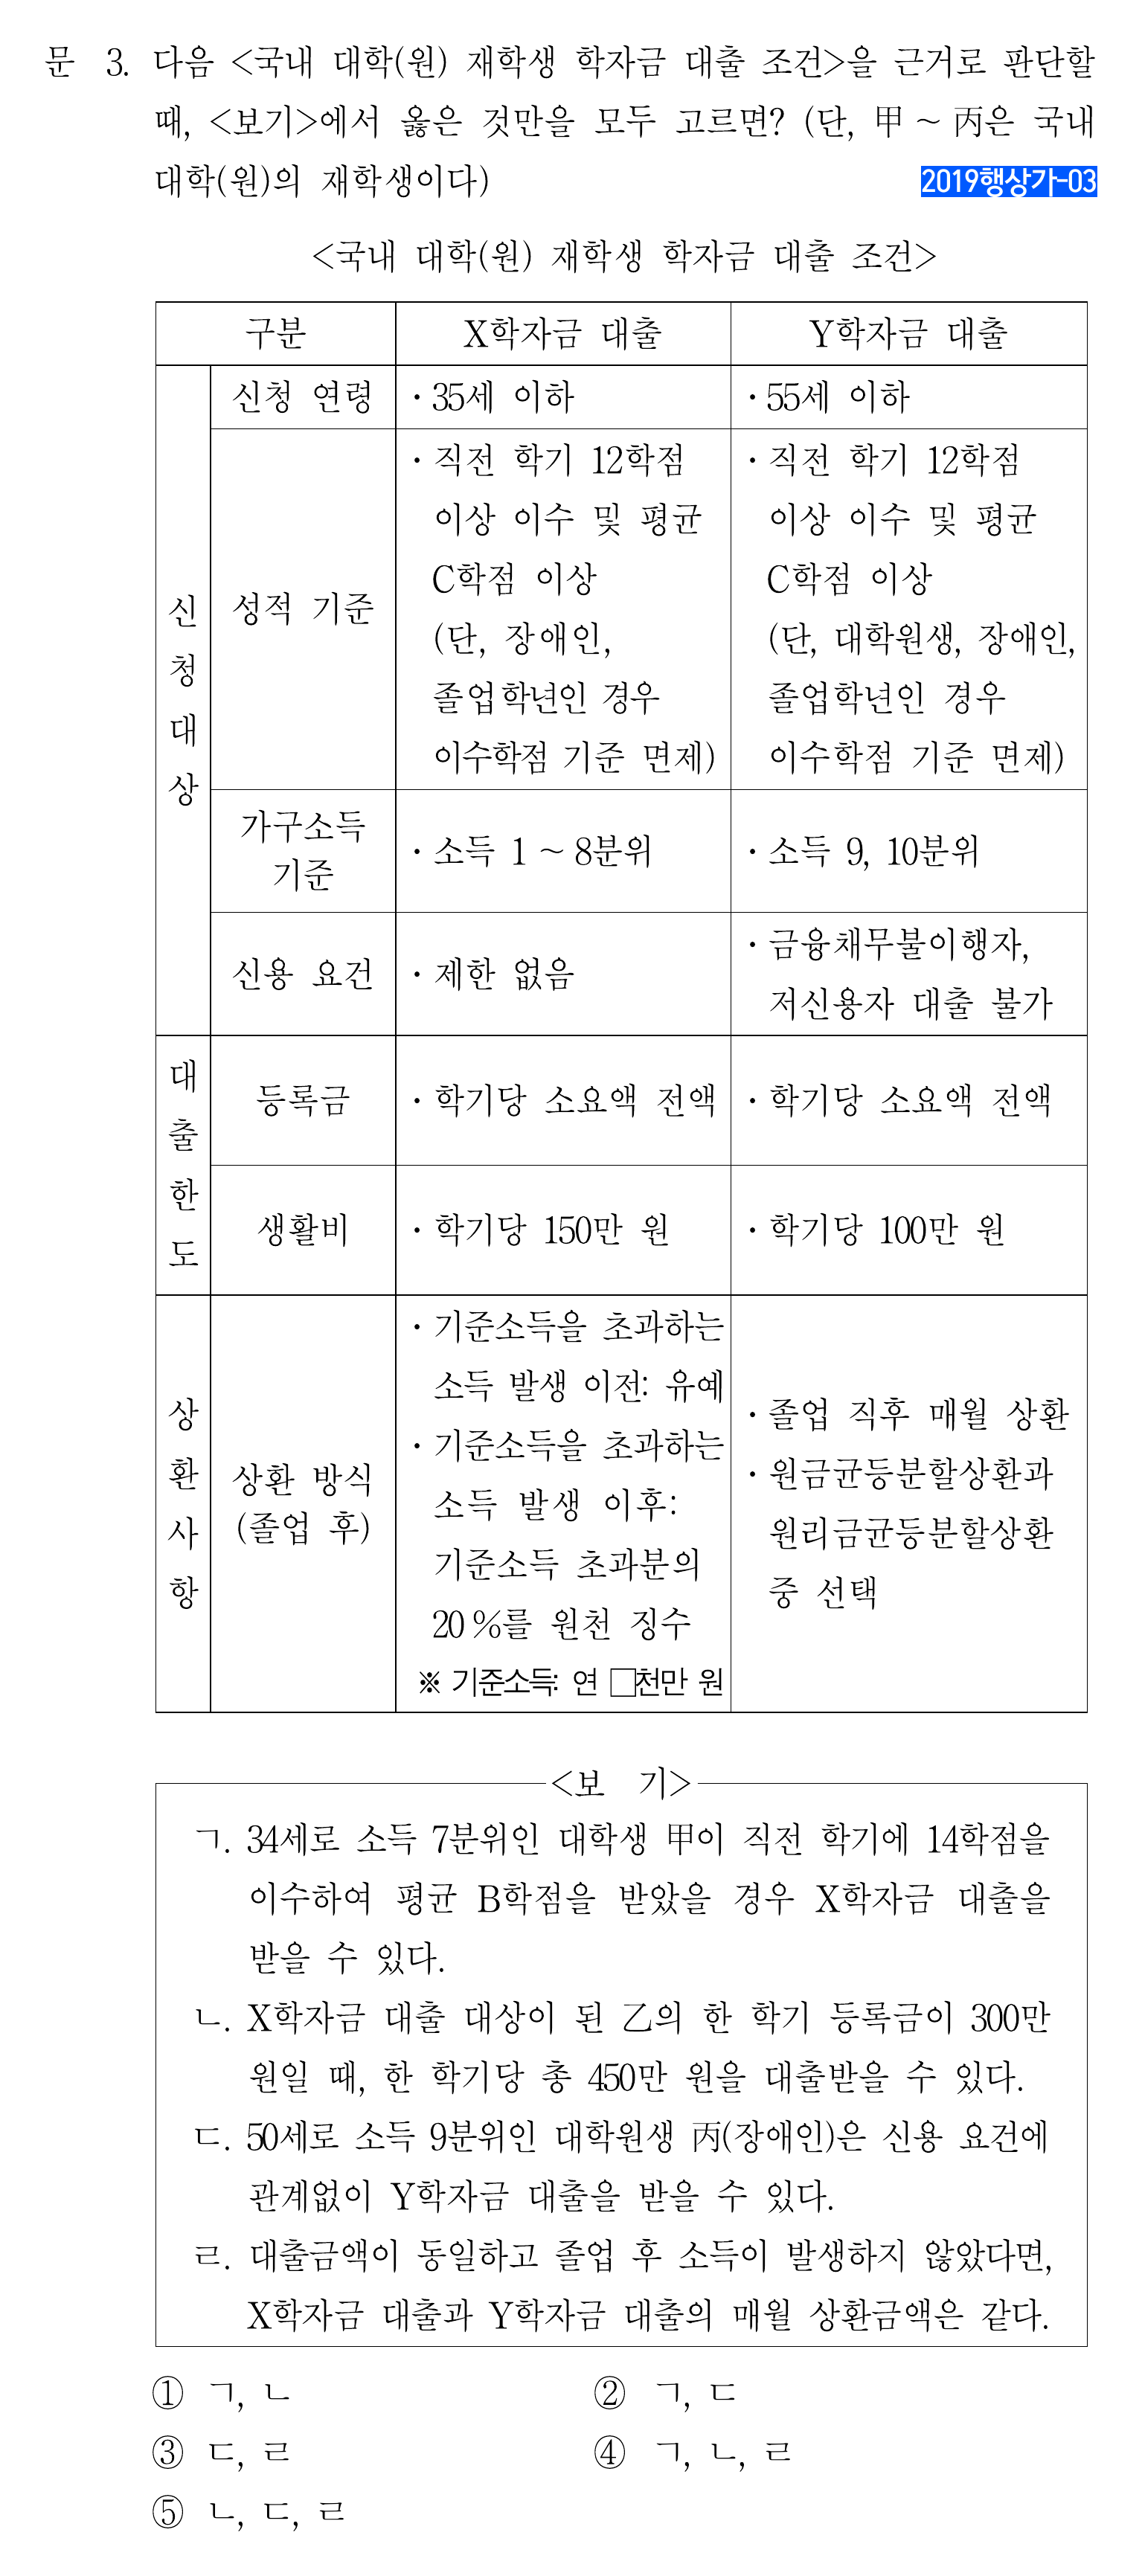 문 3. 다음 <국내 대학(원) 재학생 학자금 대출 조건>을 근거로 판단할
때, <보기>에서 옳은 것만을 모두 고르면? (단, 甲 ~ 丙은 국내
대학(원)의 재학생이다)
2019행상가-03
<국내 대학(원) 재학생 학자금 대출 조건>
구분
X학자금 대출
Y학자금 대출
신청대상
신청 연령
· 35세 이하
· 55세 이하
성적 기준
· 직전 학기 12학점
이상 이수 및 평균
C학점 이상
(단, 장애인,
졸업학년인 경우
이수학점 기준 면제)
· 직전 학기 12학점
이상 이수 및 평균
C학점 이상
(단, 대학원생, 장애인,
졸업학년인 경우
이수학점 기준 면제)
가구소득
기준
· 소득 1 ~ 8분위
· 소득 9, 10분위
신용 요건
· 제한 없음
· 금융채무불이행자,
저신용자 대출 불가
대출한도
등록금
· 학기당 소요액 전액
· 학기당 소요액 전액
생활비
· 학기당 150만 원
· 학기당 100만 원
상환사항
상환 방식
(졸업 후)
· 기준소득을 초과하는
소득 발생 이전: 유예
· 기준소득을 초과하는
소득 발생 이후:
기준소득 초과분의
20%를 원천 징수
※ 기준소득: 연 □천만 원
· 졸업 직후 매월 상환
· 원금균등분할상환과
원리금균등분할상환
중 선택
<보 기>
ㄱ. 34세로 소득 7분위인 대학생 甲이 직전 학기에 14학점을
이수하여 평균 B학점을 받았을 경우 X학자금 대출을
받을 수 있다.
ㄴ. X학자금 대출 대상이 된 乙의 한 학기 등록금이 300만
원일 때, 한 학기당 총 450만 원을 대출받을 수 있다.
ㄷ. 50세로 소득 9분위인 대학원생 丙(장애인)은 신용 요건에
관계없이 Y학자금 대출을 받을 수 있다.
ㄹ. 대출금액이 동일하고 졸업 후 소득이 발생하지 않았다면,
X학자금 대출과 Y학자금 대출의 매월 상환금액은 같다.
① ㄱ, ㄴ
② ㄱ, ㄷ
③ ㄷ, ㄹ
④ ㄱ, ㄴ, ㄹ
⑤ ㄴ, ㄷ, ㄹ